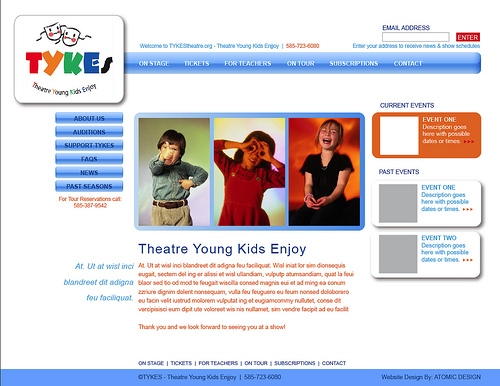 EMAIL ADDRESS
ENTER
Welcome to TYKEStheatre.org - Theatre Young Kids Enjoy | 585-723-6080
Enter your address to receive news & show schedules
TYKEs
Theatre Young Kids Enjoy
ON STAGE TICKETS FOR TEACHERS ON TOUR SUBSCRIPTIONS CONTACT
ABOUT US
AUDITIONS
SUPPORT TYKES
FAQS
NEWS
PAST SEASONS
For Tour Reservations call:
585-387-9542
CURRENT EVENTS
EVENT ONE
Description goes
here with possible
dates or times.
PAST EVENTS
EVENT ONE
Description goes
here with possible
dates or times.
EVENT TWO
Description goes
here with possible
dates or times.
Theatre Young Kids Enjoy
At. Ut at wisl inci
blandreet dit adigna
feu faciliquat.
At. Ut at wisl inci blandreet dit adigna feu faciliquat. Wisl iniat lor sim dionsequis
eugait, sectem del ing er alisi et wisl ullandiam, vulputp atumsandiam, quat la feui
blaor sed to od mod te feugait wiscilla consed magnis eui et ad ming ea conum
zzriure dignim dolent nonsequam, vulla feu feuguero eu feum nonsed doloborero
eu facin velit iustrud molorem vulputat ing et eugiamcommy nullutet, conse dit
vercipisisci eum dipit ute voloreet wis nis nullamet, sim vendre facipit ad eu facilit
Thank you and we look forward to seeing you at a show!
ON STAGE | TICKETS | FOR TEACHERS | ON TOUR | SUBSCRIPTIONS | CONTACT
©TYKES - Theatre Young Kids Enjoy | 585-723-6080
Website Design By: ATOMIC DESIGN